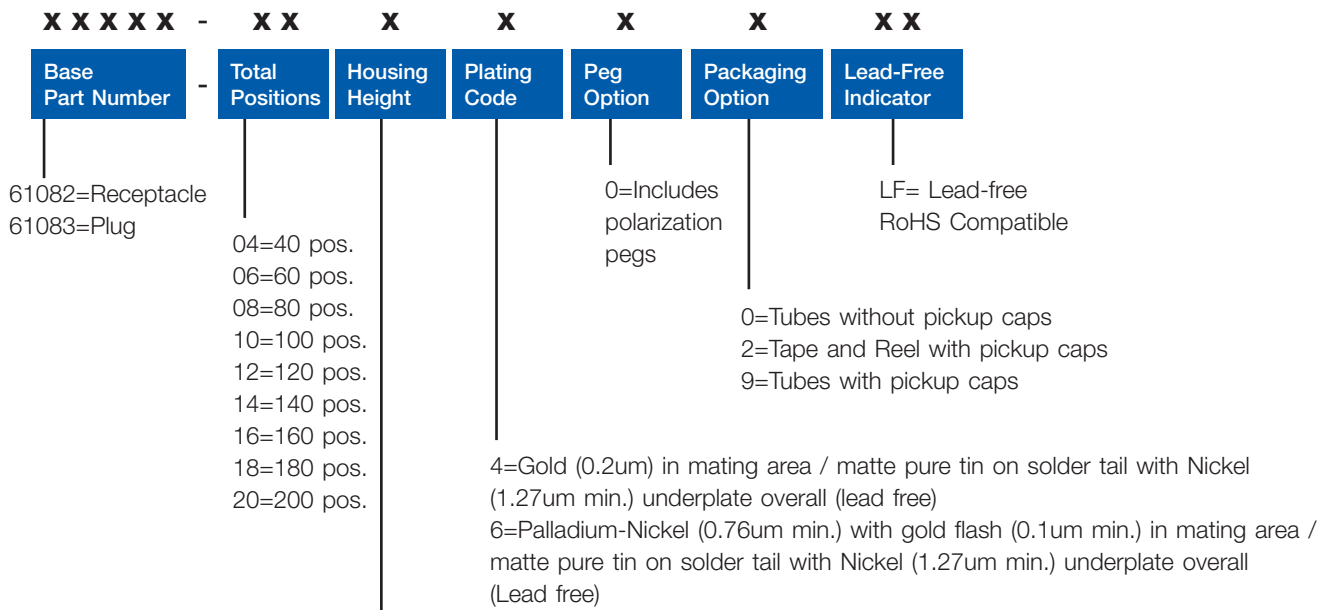 X X X X X - X X X X X X X X
Base Part Number - Total Positions Housing Height Plating Code Peg Option Packaging Option Lead-Free Indicator
61082=Receptacle
61083=Plug
04=40 pos.
06=60 pos.
08=80 pos.
10=100 pos.
12=120 pos.
14=140 pos.
16=160 pos.
18=180 pos.
20=200 pos.
4=Gold (0.2um) in mating area / matte pure tin on solder tail with Nickel
(1.27um min.) underplate overall (lead free)
6=Palladium-Nickel (0.76um min.) with gold flash (0.1um min.) in mating area /
matte pure tin on solder tail with Nickel (1.27um min.) underplate overall
(Lead free)
0=Includes
polarization
pegs
0=Tubes without pickup caps
2=Tape and Reel with pickup caps
9=Tubes with pickup caps
LF= Lead-free
RoHS Compatible